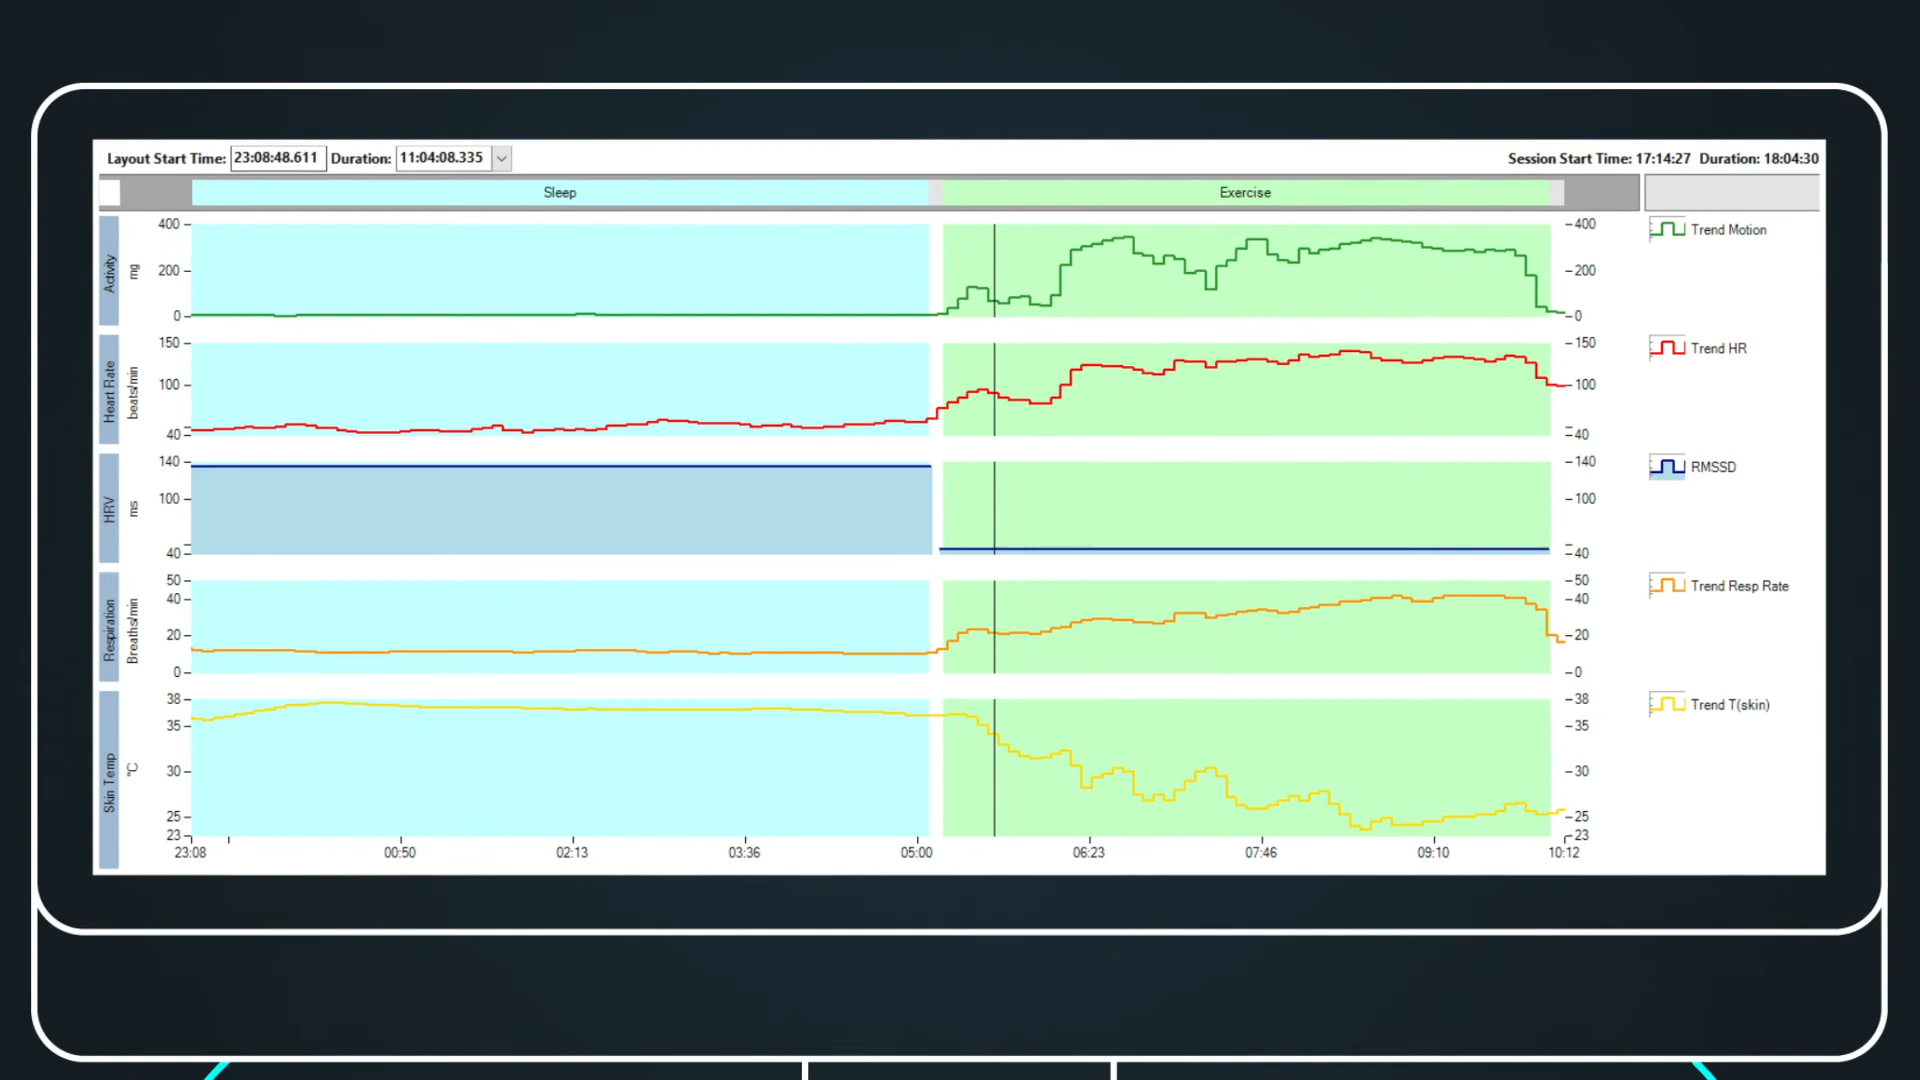 Layout Start Time: 23:08:48.611 Duration: 11:04:08.335 Session Start Time: 17:14:27 Duration: 18:04:30
Sleep Exercise
Activity
mg
400
200
0
400
200
0
Trend Motion
Heart Rate
beats/min
150
100
40
150
100
40
Trend HR
HRV
ms
140
100
40
140
100
40
RMSSD
Respiration
Breaths/min
50
40
20
0
50
40
20
0
Trend Resp Rate
Skin Temp
°C
38
35
30
25
23
38
35
30
25
23
Trend T(skin)
23:08 00:50 02:13 03:36 05:00 06:23 07:46 09:10 10:12